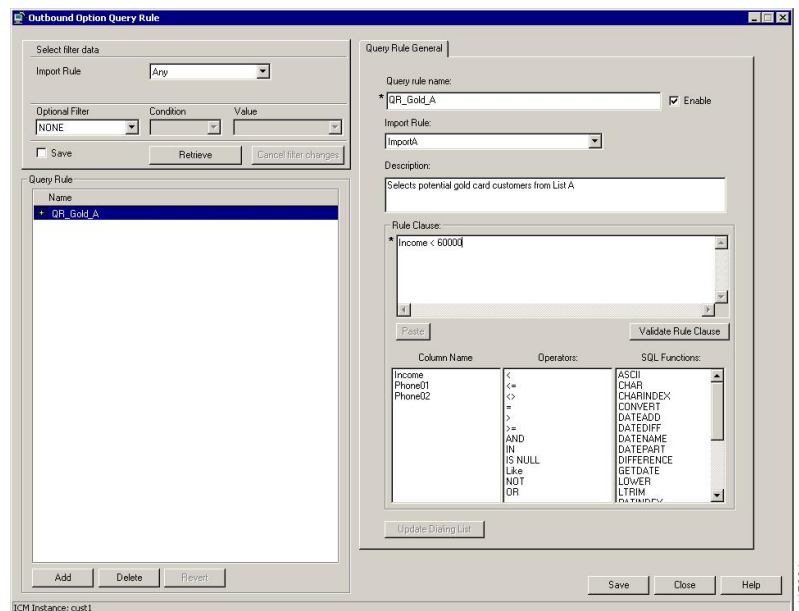 Outbound Option Query Rule
Select filter data
Import Rule
Any
Optional Filter
Condition
Value
NONE
Save
Retrieve
Cancel filter changes
Query Rule
Name
+ QR_Gold_A
Add
Delete
Revert
Query Rule General
Query rule name:
* QR_Gold_A
Enable
Import Rule:
ImportA
Description:
Selects potential gold card customers from List A
Rule Clause:
* Income < 60000
Paste
Validate Rule Clause
Column Name
Income
Phone01
Phone02
Operators:
<
<=
<>
=
>
>=
AND
IN
IS NULL
Like
NOT
OR
SQL Functions:
ASCII
CHAR
CHARINDEX
CONVERT
DATEADD
DATEDIFF
DATENAME
DATEPART
DIFFERENCE
GETDATE
LOWER
LTRIM
PATINDEX
Update Dialing List
Save
Close
Help
ICM Instance: cust1